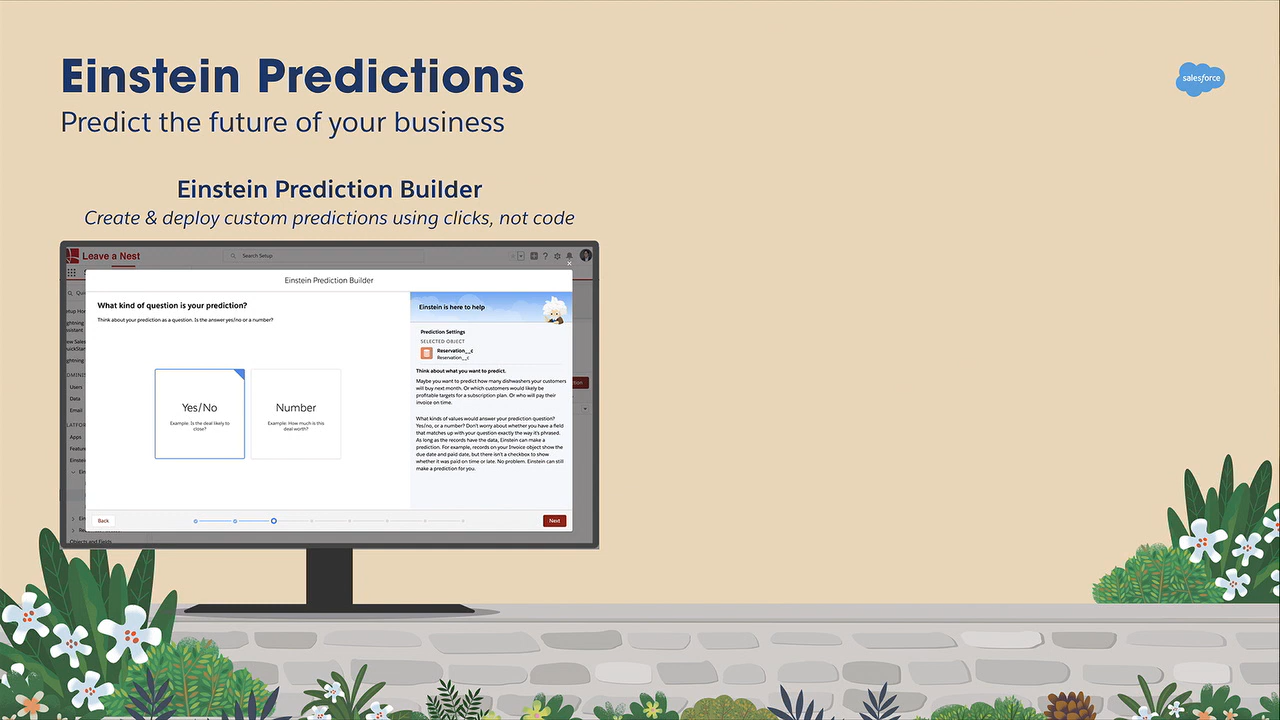 Einstein Predictions
salesforce
Predict the future of your business
Einstein Prediction Builder
Create & deploy custom predictions using clicks, not code
Leave a Nest
Search Setup
Einstein Prediction Builder
What kind of question is your prediction?
Think about your prediction as a question. Is the answer yes/no or a number?
Yes/No
Example: Is the deal likely to
close?
Number
Example: How much is this
deal worth?
Einstein is here to help
Prediction Settings
SELECTED OBJECT
Reservation__c
Reservation__c
Think about what you want to predict.
Maybe you want to predict how many dishwashers your customers
will buy next month. Or which customers would likely be
profitable targets for a subscription plan. Or who will pay their
invoice on time.
What kinds of values would answer your prediction question?
Yes/No, or a number? Don't worry about whether you have a field
that matches up with your question exactly the way it's phrased.
As long as the records have the data, Einstein can make a
prediction. For example, records on your Invoice object show the
due date and paid date, but there isn't a checkbox to show
whether it was paid on time or late. No problem. Einstein can still
make a prediction for you.
Users
Data
Email
Apps
Back
Next
Objects and Fields